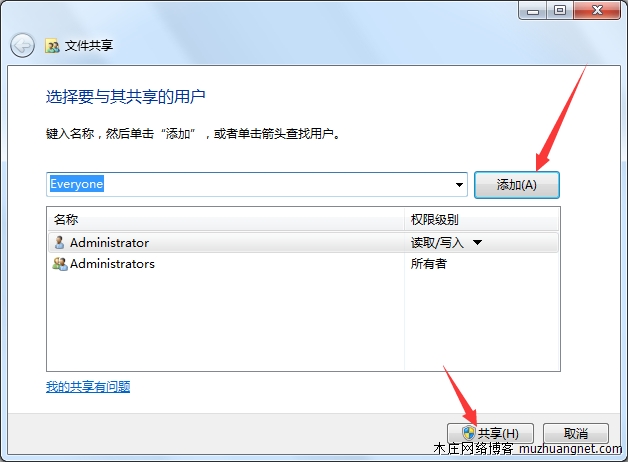 文件共享
选择要与其共享的用户
键入名称，然后单击“添加”，或者单击箭头查找用户。
Everyone
添加(A)
名称 权限级别
Administrator 读取/写入
Administrators 所有者
我的共享有问题
共享(H) 取消
木庄网络博客 muzhuangnet.com